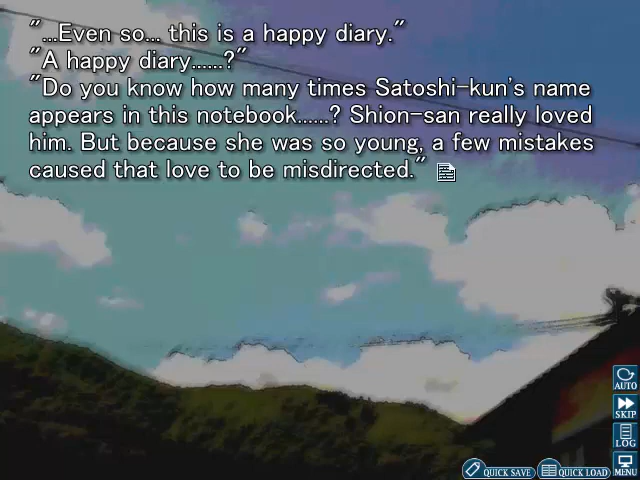 "...Even so... this is a happy diary."
"A happy diary......?"
"Do you know how many times Satoshi-kun's name
appears in this notebook......? Shion-san really loved
him. But because she was so young, a few mistakes
caused that love to be misdirected."
AUTO
SKIP
LOG
MENU
QUICK SAVE
QUICK LOAD